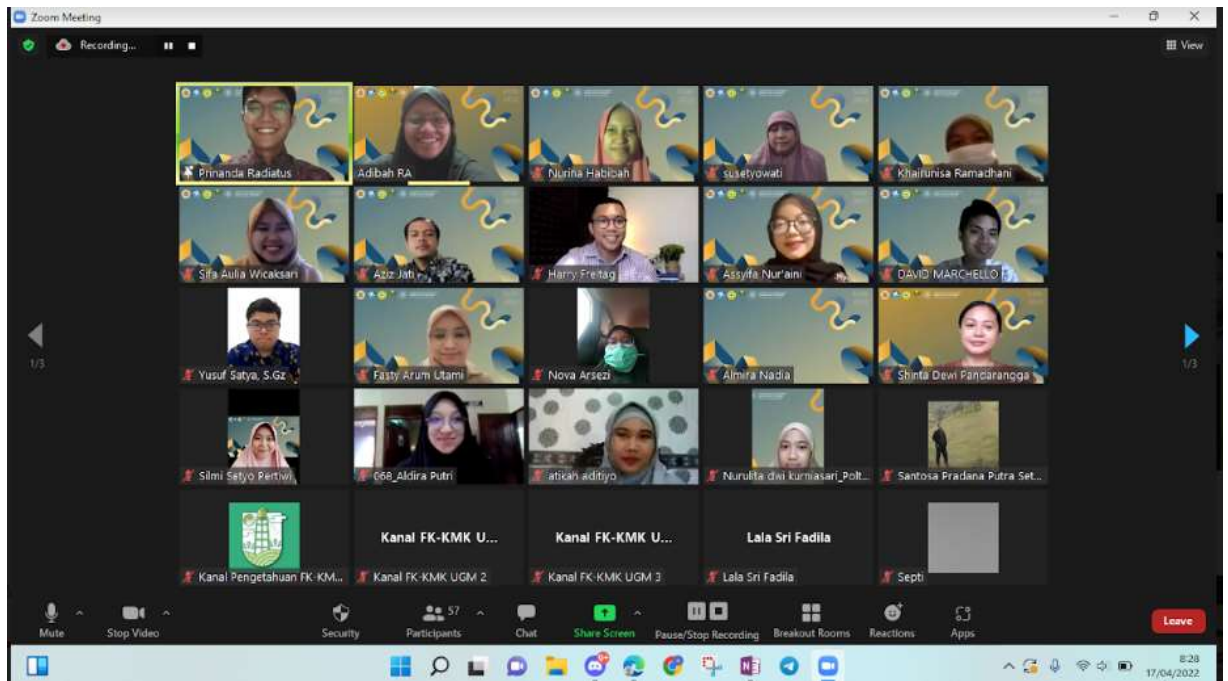 Zoom Meeting
Recording...
View
Prinanda Radiatus
Adibah RA
Nurina Habibah
susetyowati
Khairunisa Ramadhani
Sifa Aulia Wicaksari
Aziz Jati
Harry Freitag
Assyifa Nur'aini
DAVID MARCHELLO F
Yusuf Satya, S.Gz
Fasty Arum Utami
Nova Arsezi
Almira Nadia
Shinta Dewi Pandarangga
Silmi Setyo Pertiwi
068_Aldira Putri
atikah aditiyo
Nurulita dwi kurniasari_Polt...
Santosa Pradana Putra Set...
Kanal FK-KMK U...
Kanal FK-KMK U...
Lala Sri Fadila
Kanal Pengetahuan FK-KM...
Kanal FK-KMK UGM 2
Kanal FK-KMK UGM 3
Lala Sri Fadila
Septi
1/3
1/3
Mute
Stop Video
Security
57
Participants
Chat
Share Screen
Pause/Stop Recording
Breakout Rooms
Reactions
Apps
Leave
8:28
17/04/2022